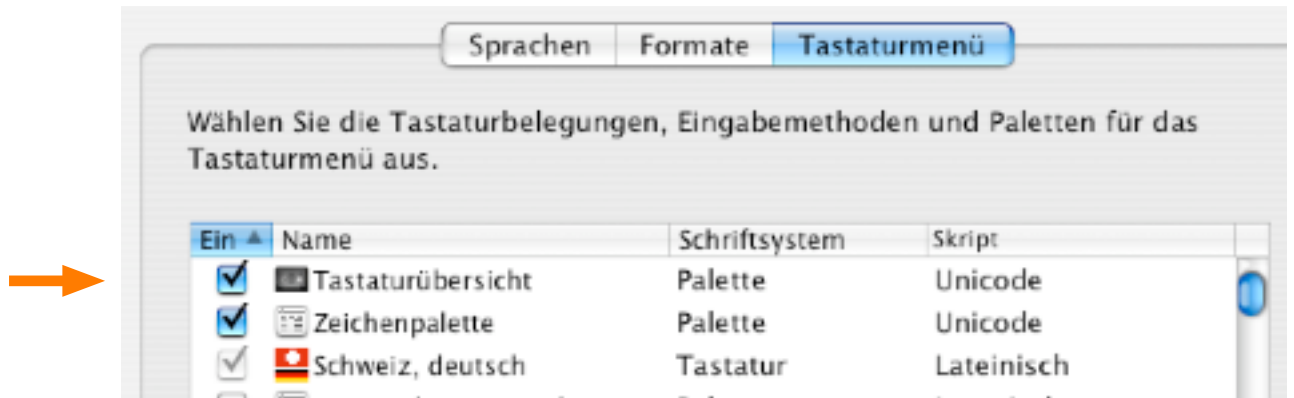 Sprachen Formate Tastaturmenü
Wählen Sie die Tastaturbelegungen, Eingabemethoden und Paletten für das
Tastaturmenü aus.
Ein Name Schriftsystem Skript
Tastaturübersicht Palette Unicode
Zeichenpalette Palette Unicode
Schweiz, deutsch Tastatur Lateinisch